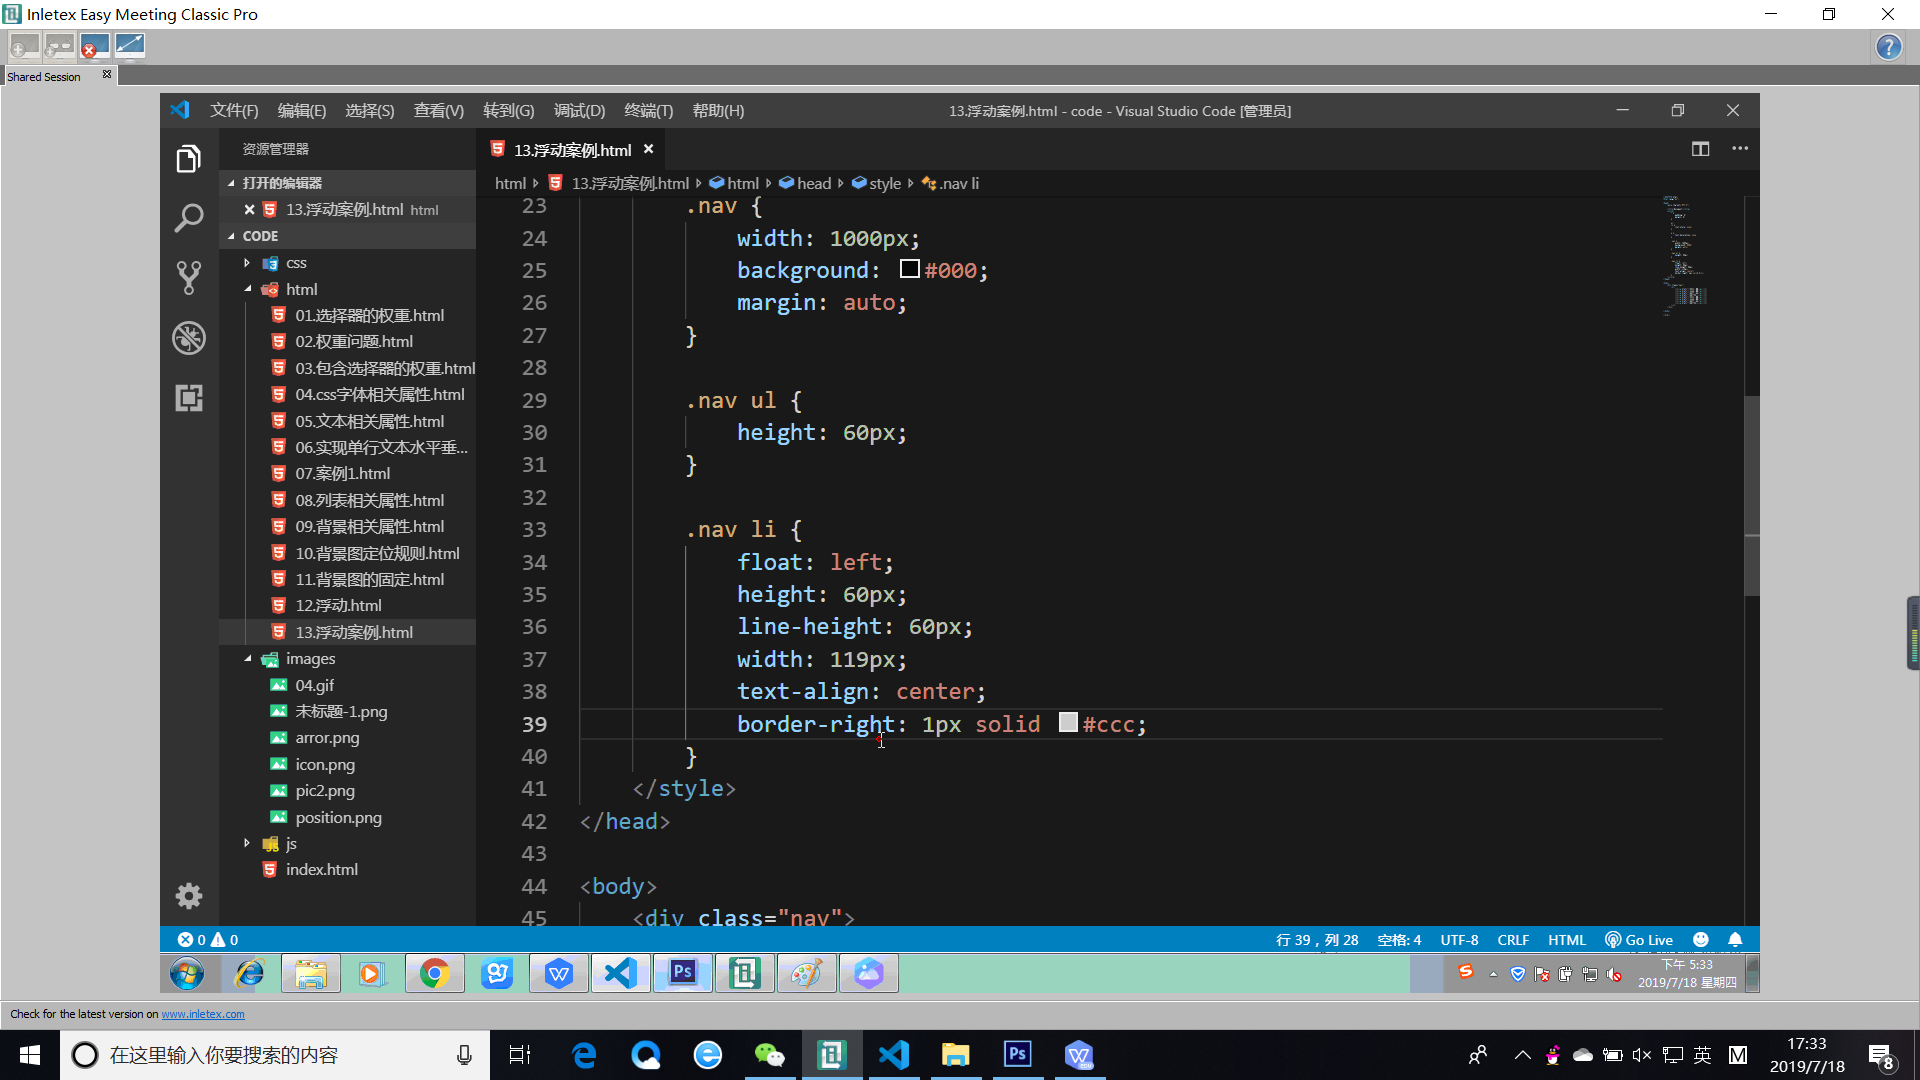 Inletex Easy Meeting Classic Pro
Shared Session
文件(F) 编辑(E) 选择(S) 查看(V) 转到(G) 调试(D) 终端(T) 帮助(H) 13.浮动案例.html - code - Visual Studio Code [管理员]
资源管理器
打开的编辑器
13.浮动案例.html html
CODE
css
html
01.选择器的权重.html
02.权重问题.html
03.包含选择器的权重.html
04.css字体相关属性.html
05.文本相关属性.html
06.实现单行文本水平垂...
07.案例1.html
08.列表相关属性.html
09.背景相关属性.html
10.背景图定位规则.html
11.背景图的固定.html
12.浮动.html
13.浮动案例.html
images
04.gif
未标题-1.png
arror.png
icon.png
pic2.png
position.png
js
index.html
13.浮动案例.html
html 13.浮动案例.html html head style .nav li
23 .nav {
24 width: 1000px;
25 background: #000;
26 margin: auto;
27 }
28
29 .nav ul {
30 height: 60px;
31 }
32
33 .nav li {
34 float: left;
35 height: 60px;
36 line-height: 60px;
37 width: 119px;
38 text-align: center;
39 border-right: 1px solid #ccc;
40 }
41 </style>
42 </head>
43
44 <body>
45 <div class="nav">
0 0 行 39，列 28 空格: 4 UTF-8 CRLF HTML Go Live
下午 5:33
2019/7/18 星期四
Check for the latest version on www.inletex.com
在这里输入你要搜索的内容
英
17:33
2019/7/18
8